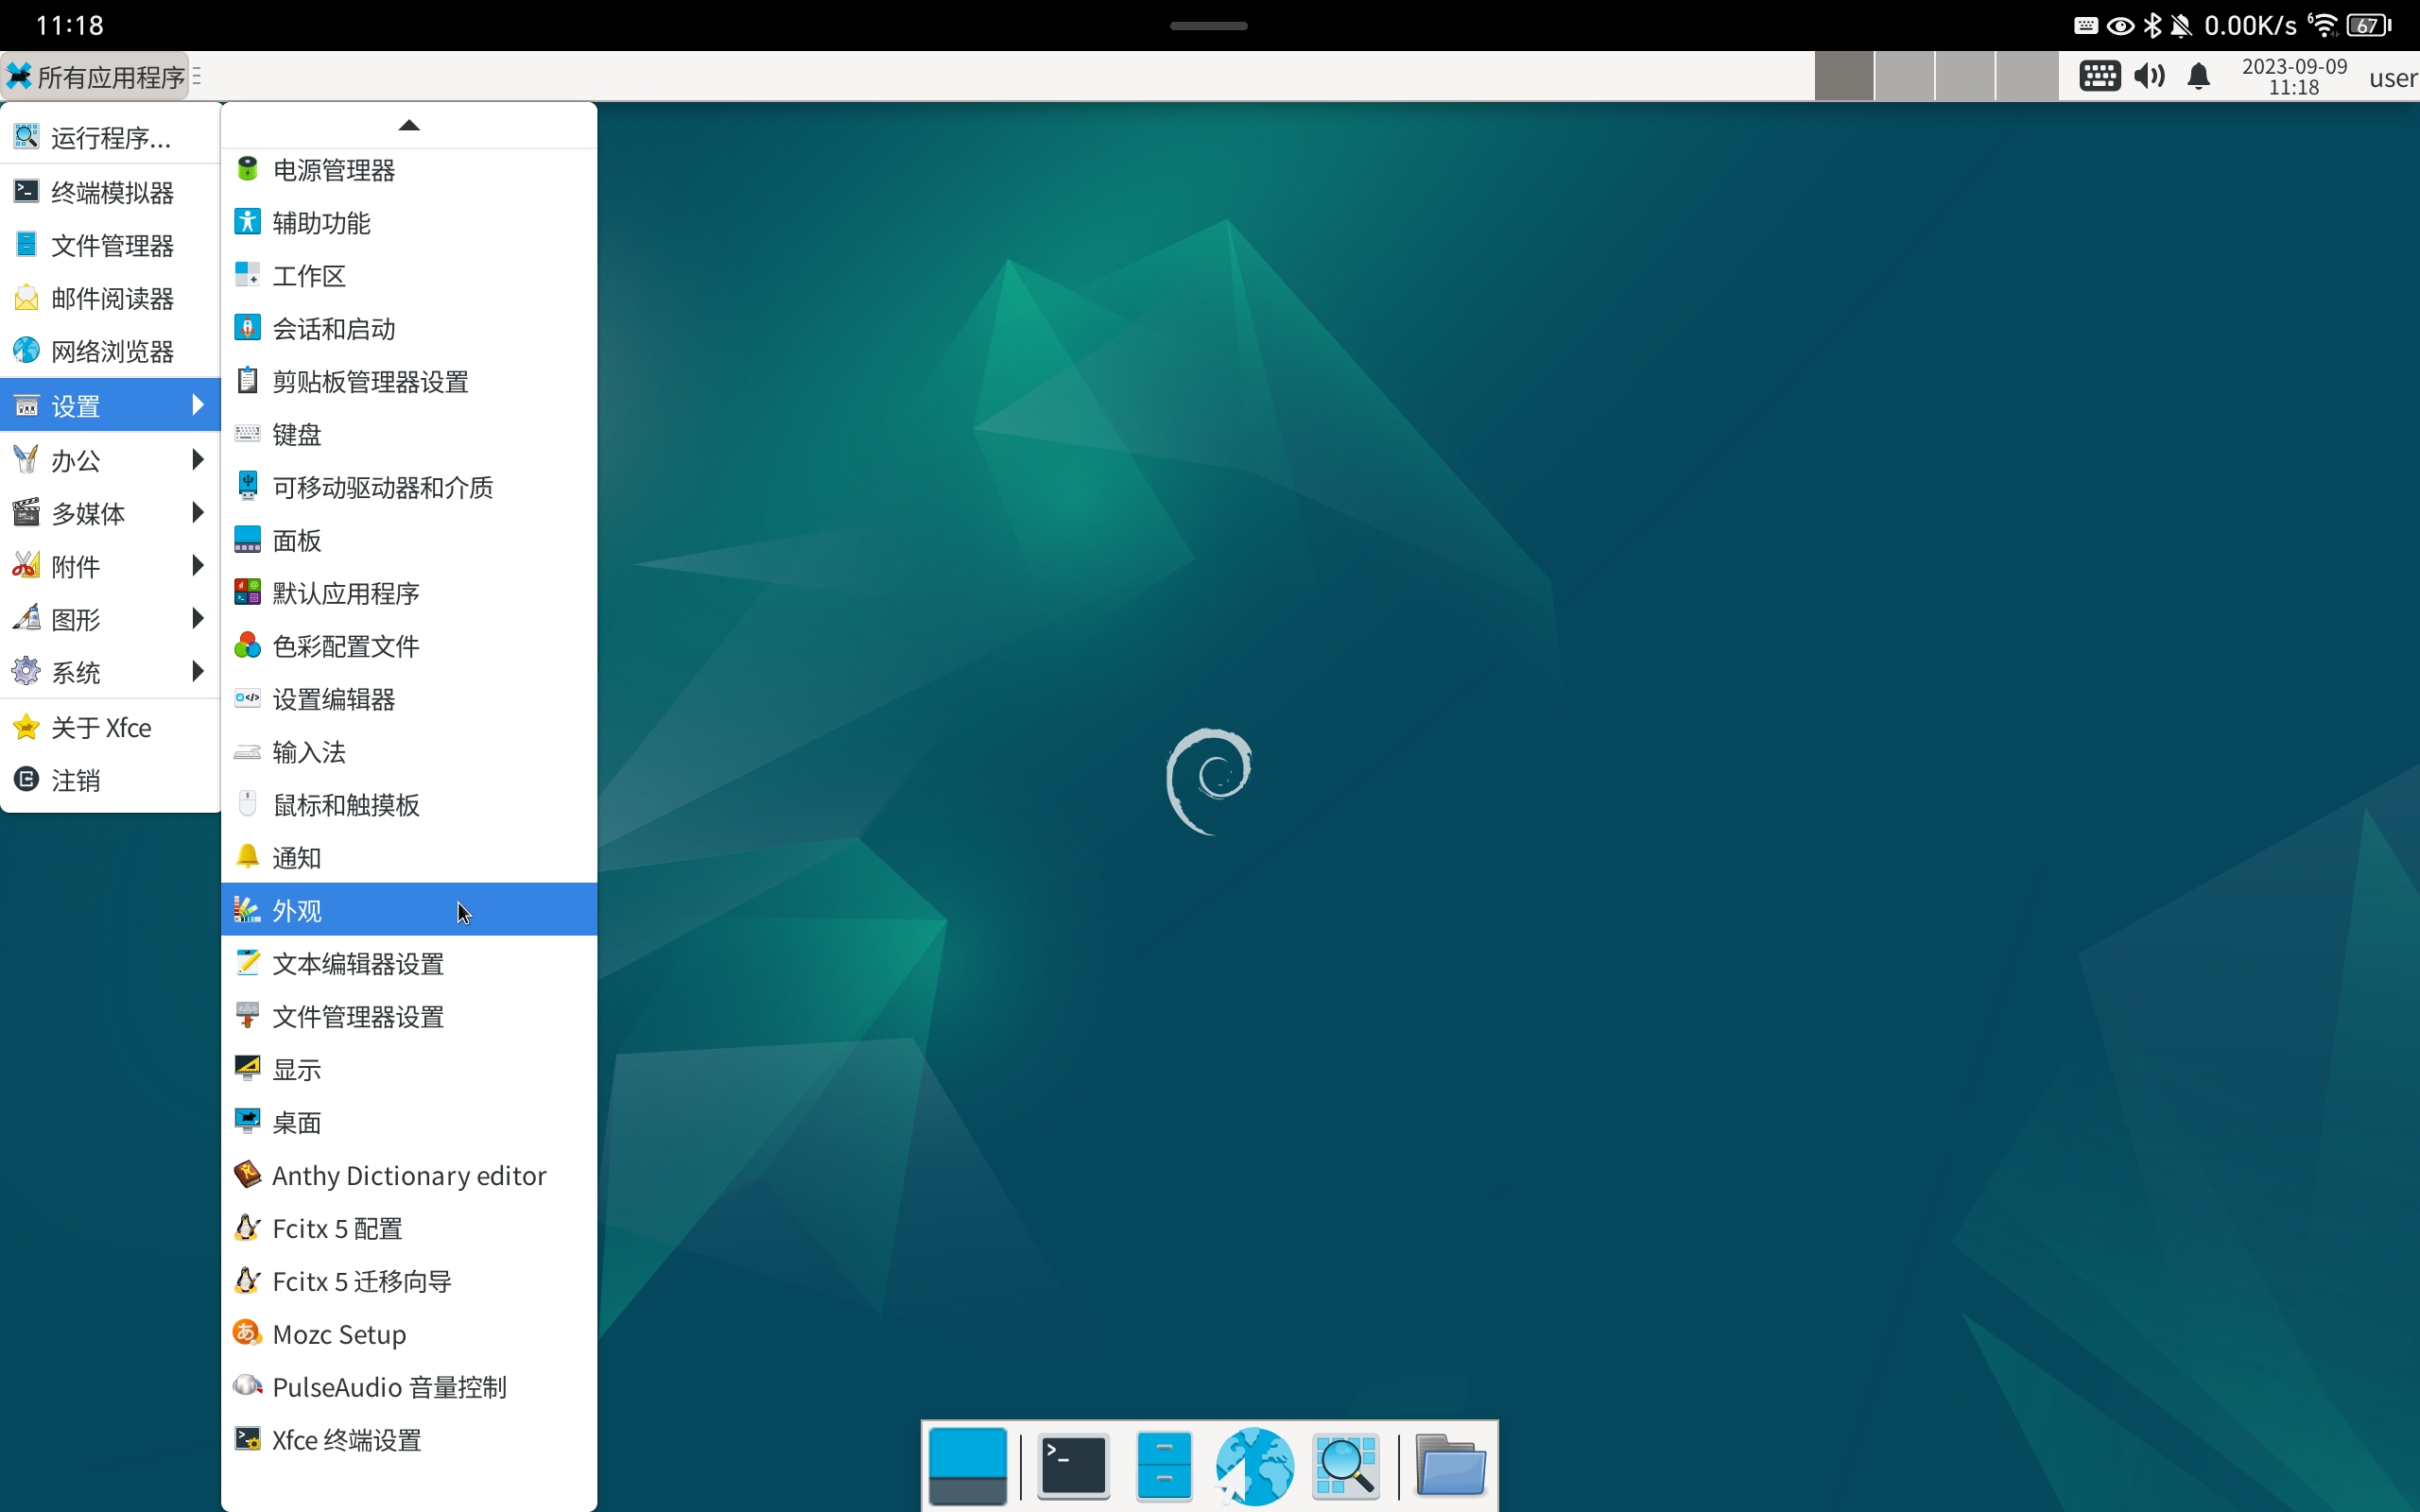 11:18
0.00K/s
6
67
所有应用程序
2023-09-09
11:18
user
运行程序...
终端模拟器
文件管理器
邮件阅读器
网络浏览器
设置
办公
多媒体
附件
图形
系统
关于 Xfce
注销
电源管理器
辅助功能
工作区
会话和启动
剪贴板管理器设置
键盘
可移动驱动器和介质
面板
默认应用程序
色彩配置文件
设置编辑器
输入法
鼠标和触摸板
通知
外观
文本编辑器设置
文件管理器设置
显示
桌面
Anthy Dictionary editor
Fcitx 5 配置
Fcitx 5 迁移向导
Mozc Setup
PulseAudio 音量控制
Xfce 终端设置